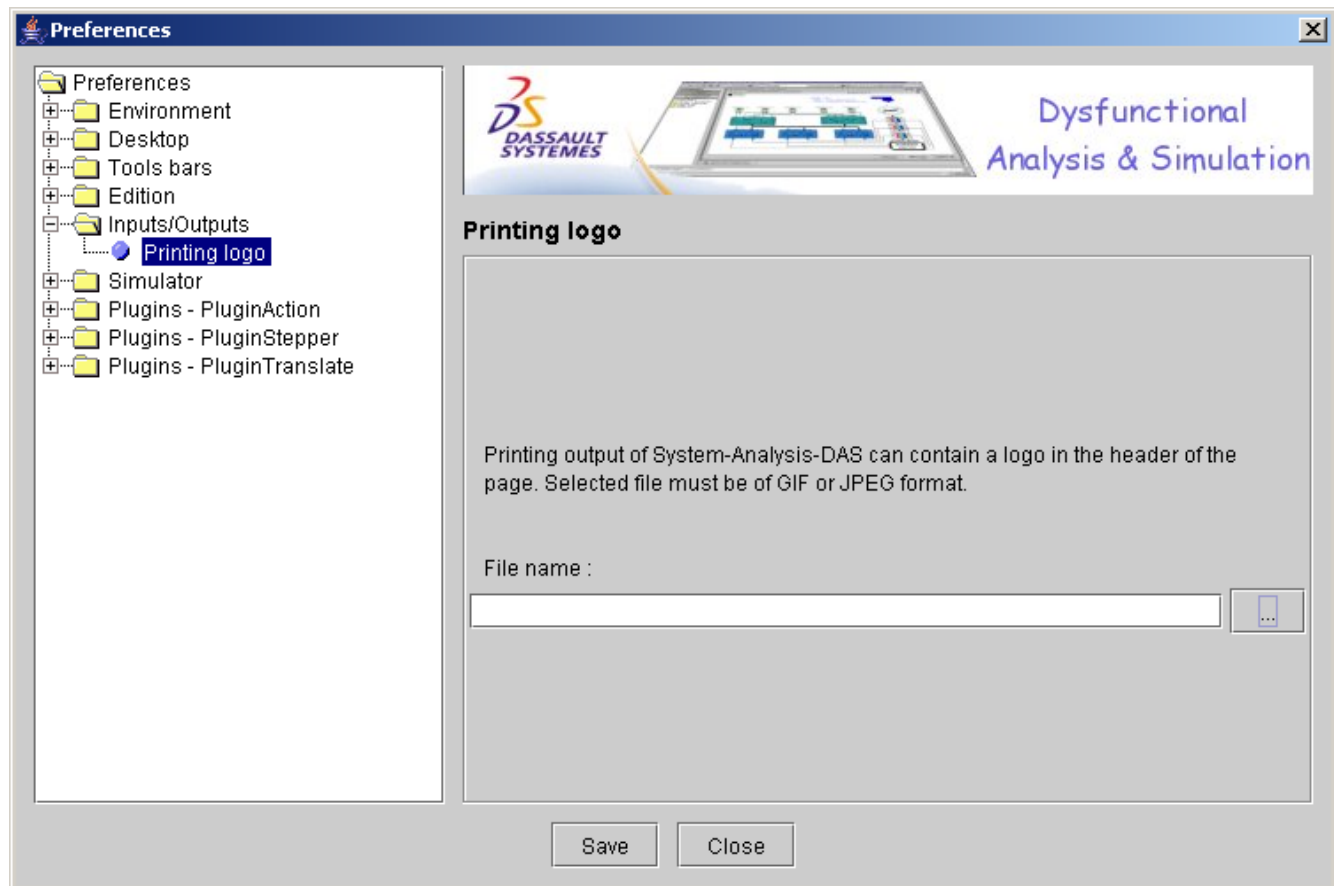 Preferences
Preferences
Environment
Desktop
Tools bars
Edition
Inputs/Outputs
Printing logo
Simulator
Plugins - PluginAction
Plugins - PluginStepper
Plugins - PluginTranslate
DASSAULT
SYSTEMES
Dysfunctional
Analysis & Simulation
Printing logo
Printing output of System-Analysis-DAS can contain a logo in the header of the
page. Selected file must be of GIF or JPEG format.
File name :
...
Save
Close